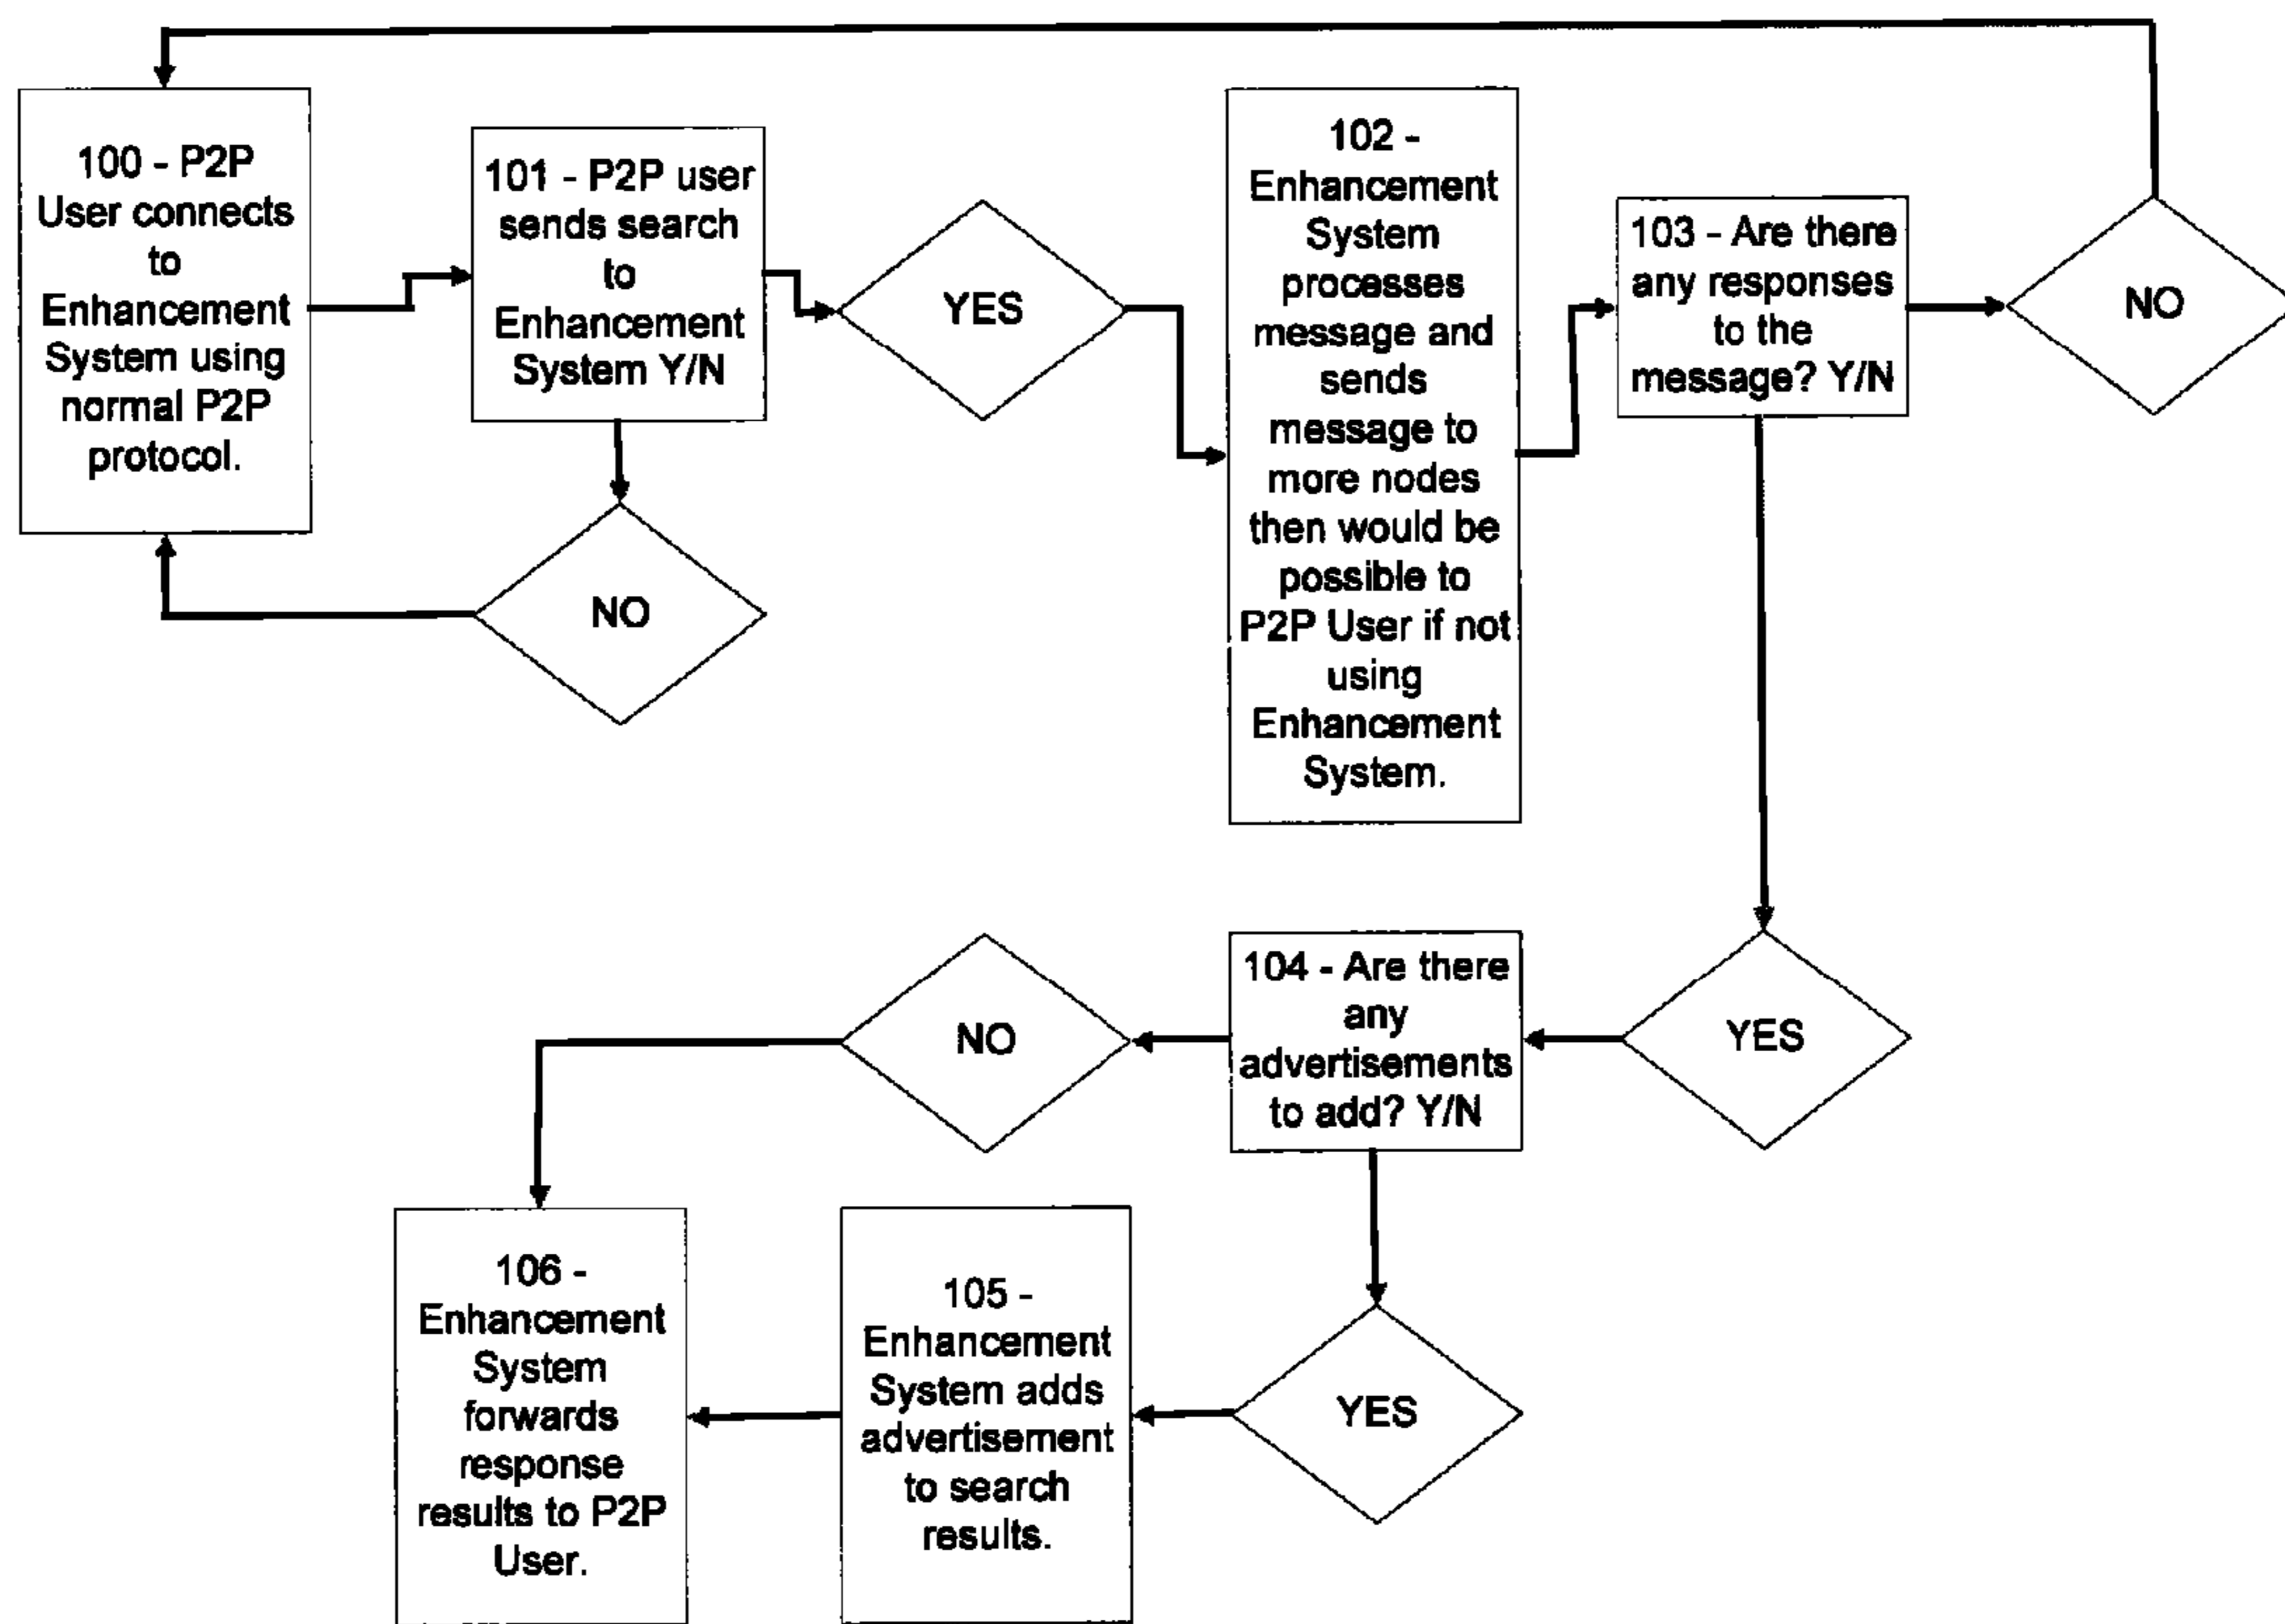 100 - P2P
User connects
to
Enhancement
System using
normal P2P
protocol.
101 - P2P user
sends search
to
Enhancement
System Y/N
YES
NO
102 -
Enhancement
System
processes
message and
sends
message to
more nodes
then would be
possible to
P2P User if not
using
Enhancement
System.
103 - Are there
any responses
to the
message? Y/N
NO
YES
104 - Are there
any
advertisements
to add? Y/N
NO
YES
105 -
Enhancement
System adds
advertisement
to search
results.
106 -
Enhancement
System
forwards
response
results to P2P
User.